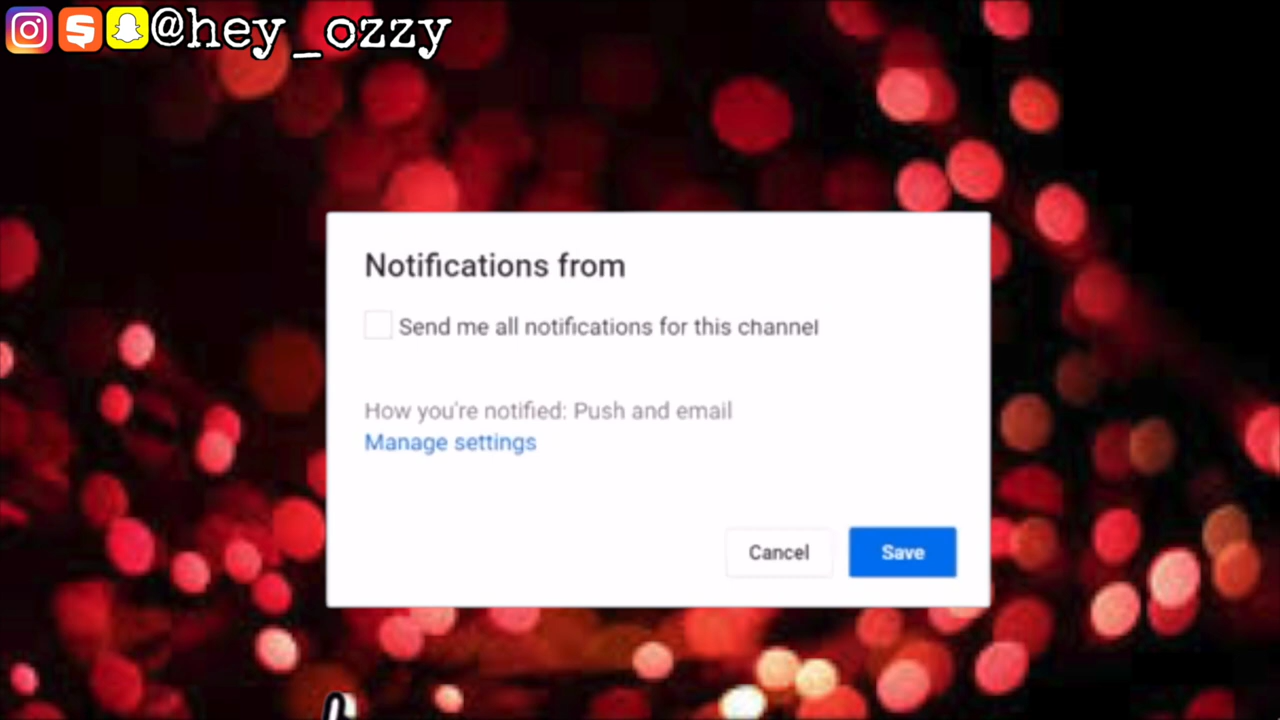 @hey_ozzy
Notifications from
Send me all notifications for this channel
How you're notified: Push and email
Manage settings
Cancel
Save